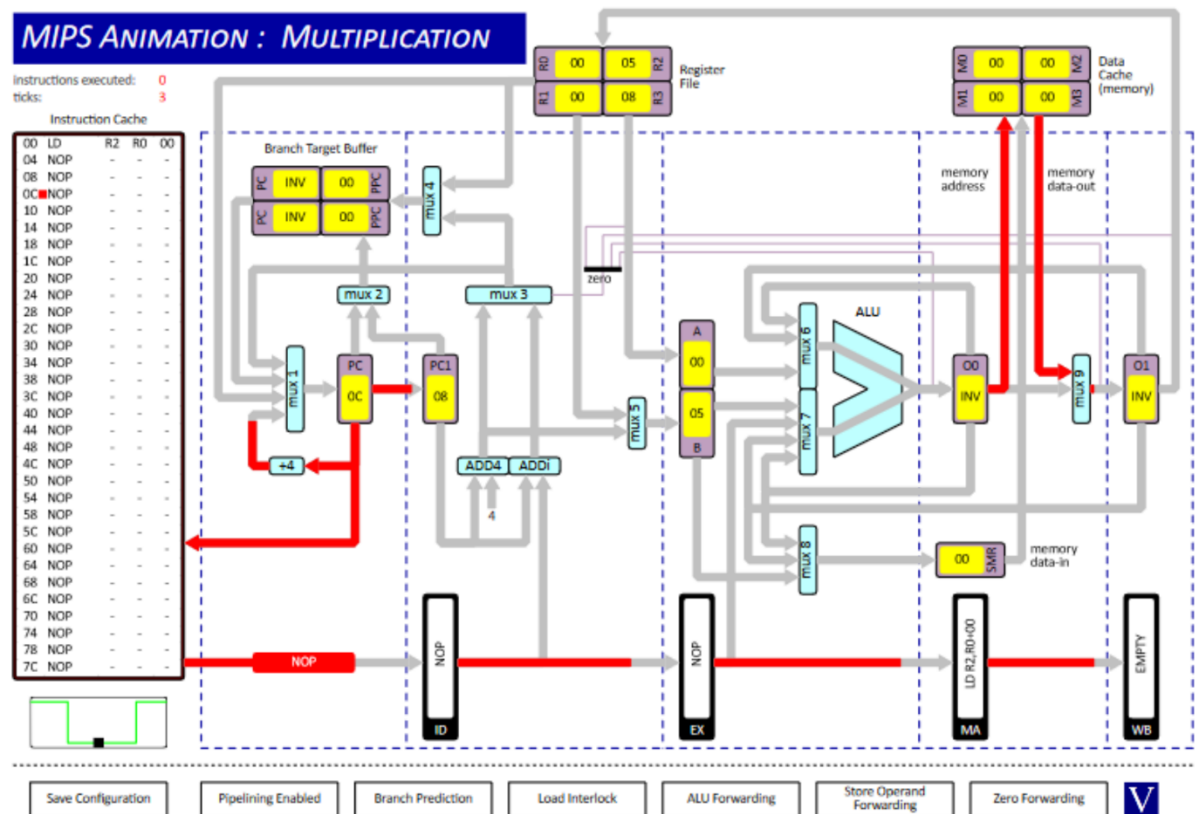 MIPS ANIMATION : MULTIPLICATION
instructions executed: 0
ticks: 3
Instruction Cache
00 LD R2 R0 00
04 NOP - - -
08 NOP - - -
0C NOP - - -
10 NOP - - -
14 NOP - - -
18 NOP - - -
1C NOP - - -
20 NOP - - -
24 NOP - - -
28 NOP - - -
2C NOP - - -
30 NOP - - -
34 NOP - - -
38 NOP - - -
3C NOP - - -
40 NOP - - -
44 NOP - - -
48 NOP - - -
4C NOP - - -
50 NOP - - -
54 NOP - - -
58 NOP - - -
5C NOP - - -
60 NOP - - -
64 NOP - - -
68 NOP - - -
6C NOP - - -
70 NOP - - -
74 NOP - - -
78 NOP - - -
7C NOP - - -
R0 00 05 R2
R1 00 08 R3
Register
File
M0 00 00 M2
M1 00 00 M3
Data
Cache
(memory)
Branch Target Buffer
PC INV 00 PPC
PC INV 00 PPC
mux 4
memory
address
memory
data-out
zero
mux 2
mux 3
mux 1
PC
0C
PC1
08
+4
ADD4
ADDi
4
mux 5
A
00
05
B
mux 6
mux 7
ALU
O0
INV
mux 9
O1
INV
mux 8
00 SMR
memory
data-in
NOP
NOP
ID
NOP
EX
LD R2,R0+00
MA
EMPTY
WB
Save Configuration
Pipelining Enabled
Branch Prediction
Load Interlock
ALU Forwarding
Store Operand
Forwarding
Zero Forwarding
V